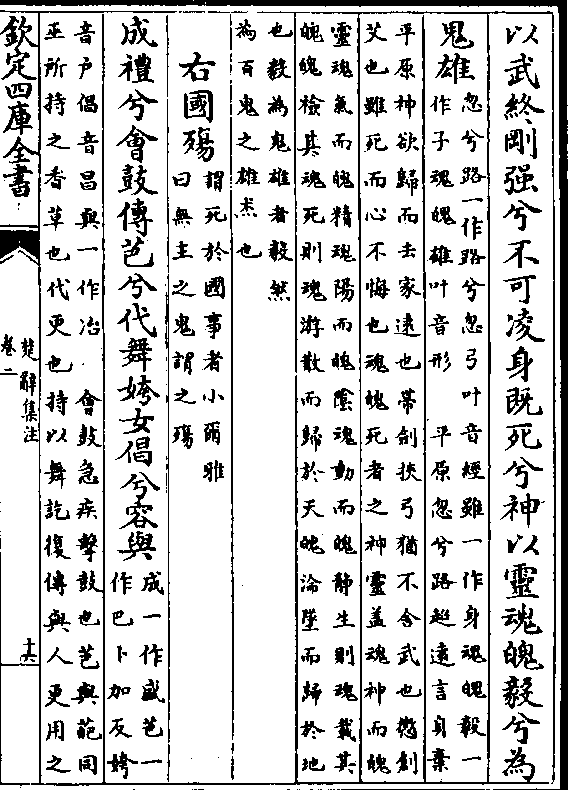 以武終剛强兮不可凌身既死兮神以靈魂魄毅兮為
鬼雄
忽兮路一作路兮忽弓叶音經雖一作身魂魄毅一
作子魂魄雄叶音形 平原忽兮路超遠言身棄
平原神欲歸而去家遠也帶劒挾弓猶不舍武也懲創
艾也雖死而心不悔也魂魄死者之神靈盖魂神而魄
靈魂氣而魄精魂陽而魄陰魂動而魄静生則魂載其
魄魄檢其魂死則魂游散而歸於天魄淪墜而歸於地
也毅為鬼雄者毅然
為百鬼之雄杰也
右國殤
謂死於國事者小爾雅
曰無主之鬼謂之殤
成禮兮會鼓傳芭兮代舞姱女倡兮容與
成一作盛芭一
作巴卜加反姱
音户倡音昌與一作冶 會鼓急疾擊鼓也芭與葩同
巫所持之香草也代更也持以舞訖復傳與人更用之
欽定四庫全書
楚辭集注
卷二
十六